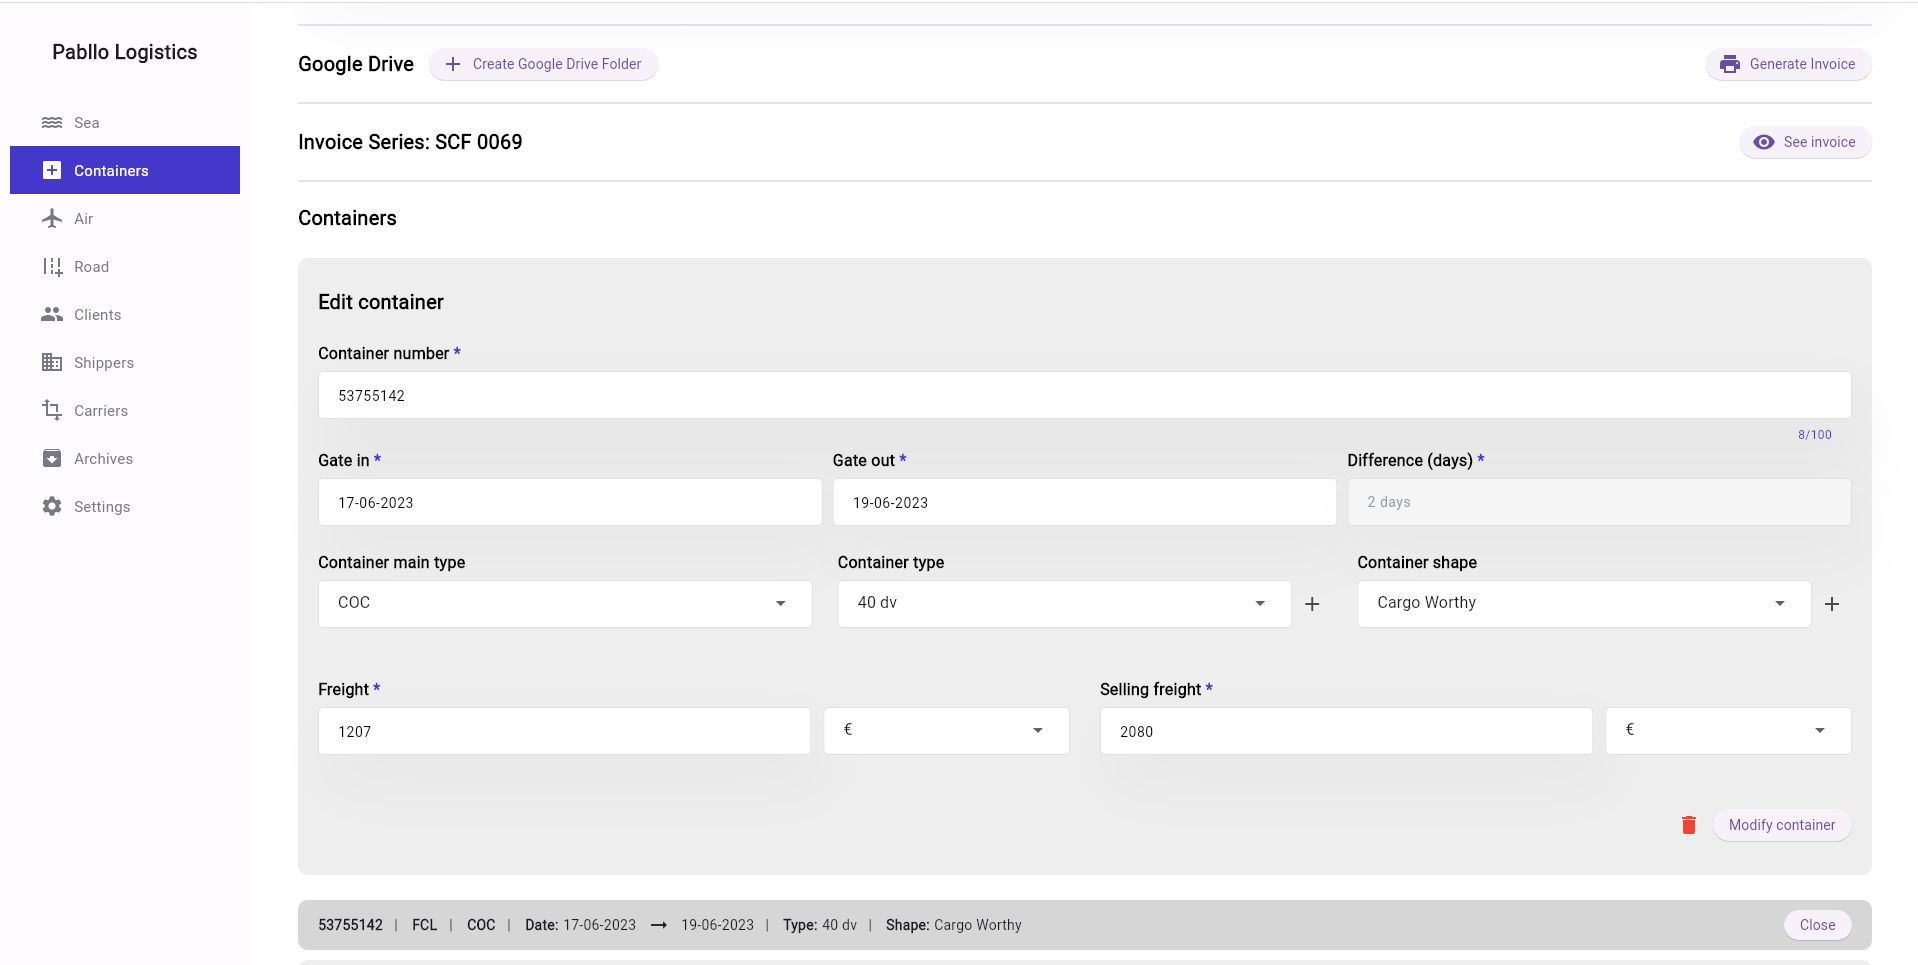 Pabllo Logistics
Sea
Containers
Air
Road
Clients
Shippers
Carriers
Archives
Settings
Google Drive
Create Google Drive Folder
Generate Invoice
Invoice Series: SCF 0069
See invoice
Containers
Edit container
Container number *
53755142
8/100
Gate in * Gate out * Difference (days) *
17-06-2023 19-06-2023 2 days
Container main type Container type Container shape
COC 40 dv Cargo Worthy
Freight * Selling freight *
1207 € 2080 €
Modify container
53755142 | FCL | COC | Date: 17-06-2023 → 19-06-2023 | Type: 40 dv | Shape: Cargo Worthy Close